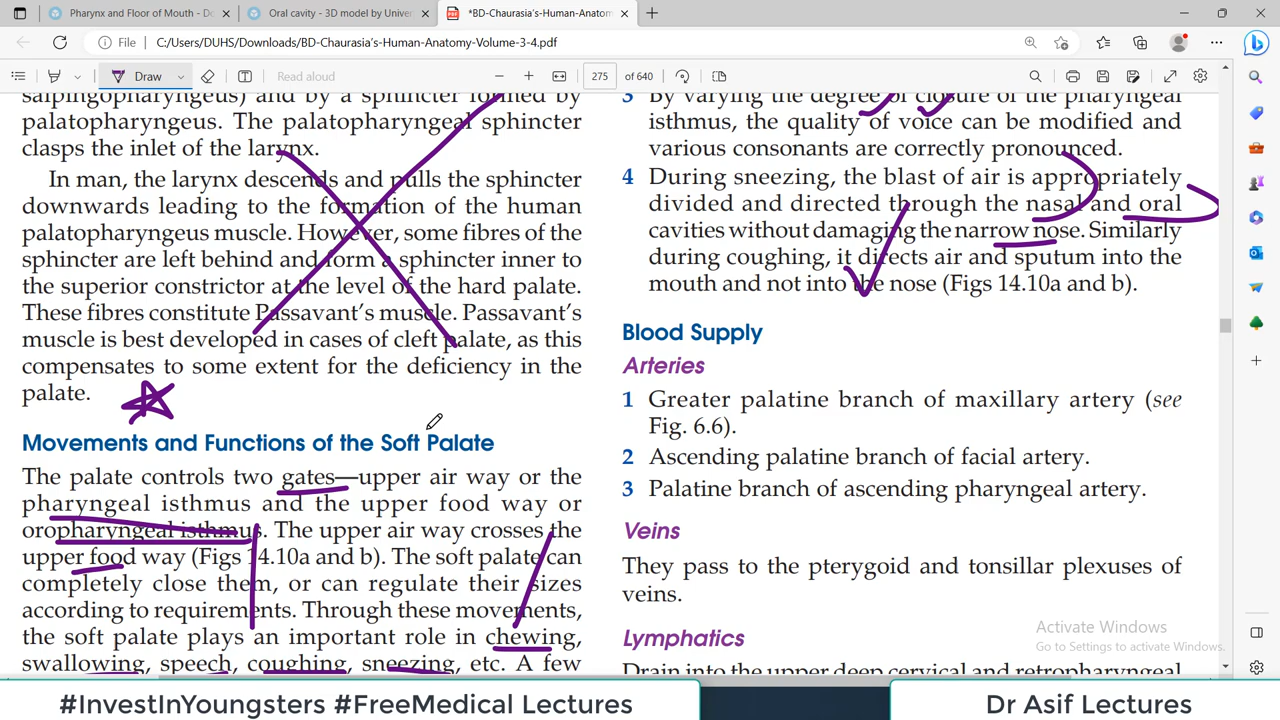 Pharynx and Floor of Mouth - Do
Oral cavity - 3D model by Univer
*BD-Chaurasia's-Human-Anatom
File
C:/Users/DUHS/Downloads/BD-Chaurasia's-Human-Anatomy-Volume-3-4.pdf
Draw
Read aloud
275
of 640
salpingopharyngeus) and by a sphincter formed by
palatopharyngeus. The palatopharyngeal sphincter
clasps the inlet of the larynx.
In man, the larynx descends and pulls the sphincter
downwards leading to the formation of the human
palatopharyngeus muscle. However, some fibres of the
sphincter are left behind and form a sphincter inner to
the superior constrictor at the level of the hard palate.
These fibres constitute Passavant's muscle. Passavant's
muscle is best developed in cases of cleft palate, as this
compensates to some extent for the deficiency in the
palate.
Movements and Functions of the Soft Palate
The palate controls two gates—upper air way or the
pharyngeal isthmus and the upper food way or
oropharyngeal isthmus. The upper air way crosses the
upper food way (Figs 14.10a and b). The soft palate can
completely close them, or can regulate their sizes
according to requirements. Through these movements,
the soft palate plays an important role in chewing,
swallowing, speech, coughing, sneezing, etc. A few
3 By varying the degree of closure of the pharyngeal
isthmus, the quality of voice can be modified and
various consonants are correctly pronounced.
4 During sneezing, the blast of air is appropriately
divided and directed through the nasal and oral
cavities without damaging the narrow nose. Similarly
during coughing, it directs air and sputum into the
mouth and not into the nose (Figs 14.10a and b).
Blood Supply
Arteries
1 Greater palatine branch of maxillary artery (see
Fig. 6.6).
2 Ascending palatine branch of facial artery.
3 Palatine branch of ascending pharyngeal artery.
Veins
They pass to the pterygoid and tonsillar plexuses of
veins.
Lymphatics
Drain into the upper deep cervical and retropharyngeal
Activate Windows
Go to Settings to activate Windows.
#InvestInYoungsters #FreeMedical Lectures
Dr Asif Lectures